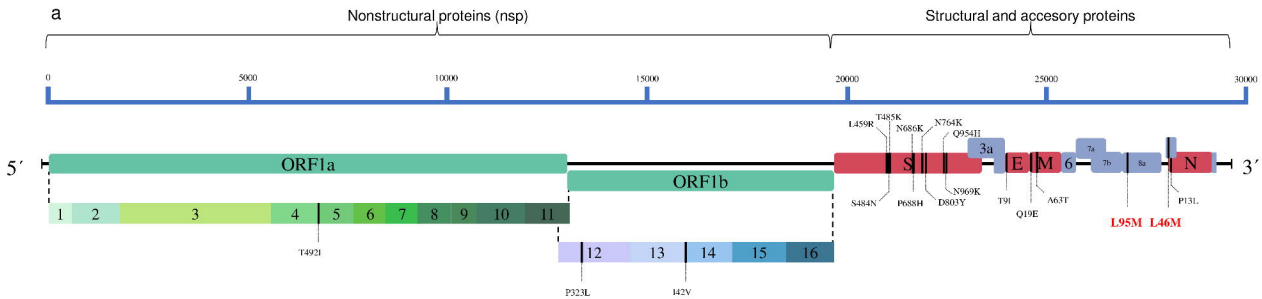 a
Nonstructural proteins (nsp)
Structural and accesory proteins
0 5000 10000 15000 20000 25000 30000
T485K
L459R N686K N764K
Q954H
5´ ORF1a S 3a E M 6 7a 7b 8a N 3´
ORF1b
S484N P688H D803Y N969K T9I Q19E A63T L95M L46M P13L
1 2 3 4 5 6 7 8 9 10 11
T492I
12 13 14 15 16
P323L I42V